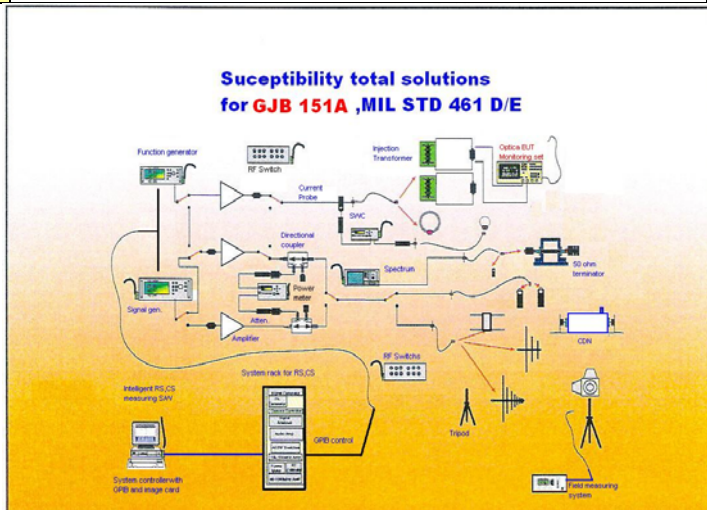 Suceptibility total solutions
for GJB 151A ,MIL STD 461 D/E
Function generator
RF Switch
Injection
Transformer
Optica EUT
Monitoring set
Current
Probe
SWC
Directional
coupler
Spectrum
50 ohm
terminator
Signal gen.
Power
meter
Atten.
Amplifier
CDN
RF Switchs
System rack for RS,CS
Intelligent RS,CS
measuring S/W
Tripod
GPIB control
System controller with
GPIB and image card
Field measuring
system